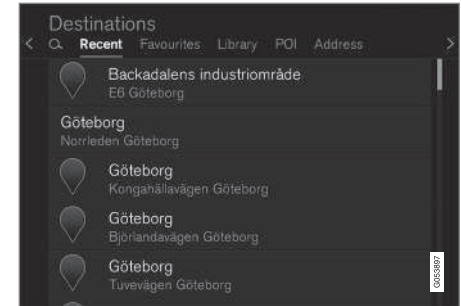 Destinations
Recent Favourites Library POI Address
Backadalens industriområde
E6 Göteborg
Göteborg
Norrleden Göteborg
Göteborg
Kongahällavägen Göteborg
Göteborg
Björlandavägen Göteborg
Göteborg
Tuvevägen Göteborg
G053897